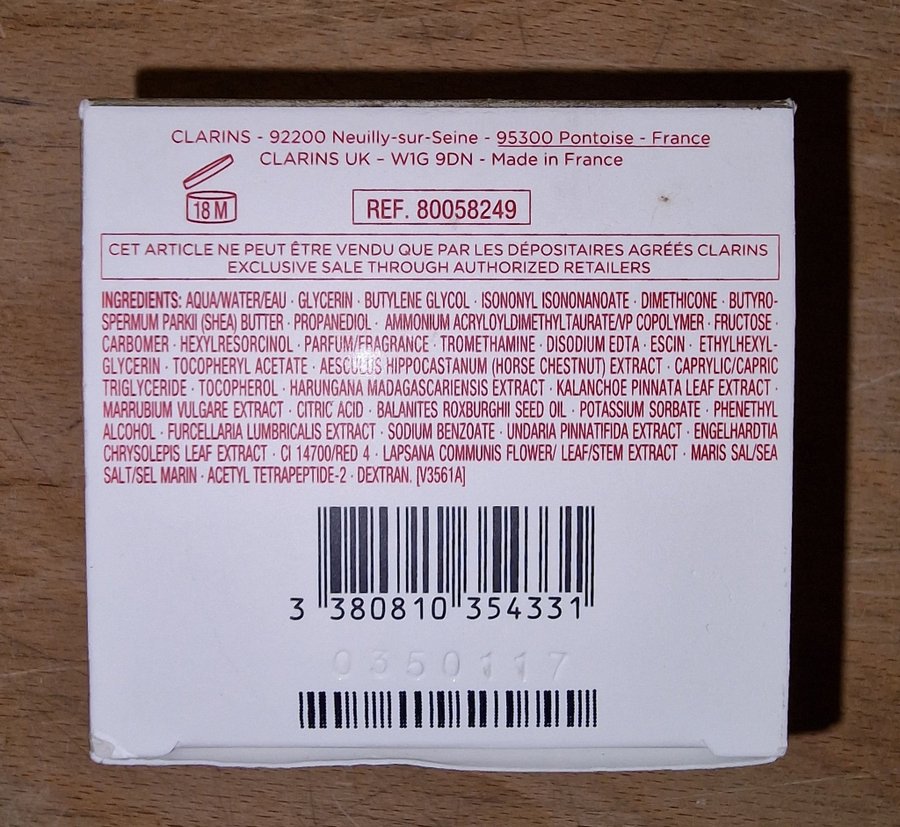 CLARINS - 92200 Neuilly-sur-Seine - 95300 Pontoise - France
CLARINS UK - W1G 9DN - Made in France
18 M
REF. 80058249
CET ARTICLE NE PEUT ÊTRE VENDU QUE PAR LES DÉPOSITAIRES AGRÉÉS CLARINS
EXCLUSIVE SALE THROUGH AUTHORIZED RETAILERS
INGREDIENTS: AQUA/WATER/EAU · GLYCERIN · BUTYLENE GLYCOL · ISONONYL ISONONANOATE · DIMETHICONE · BUTYRO-
SPERMUM PARKII (SHEA) BUTTER · PROPANEDIOL · AMMONIUM ACRYLOYLDIMETHYLTAURATE/VP COPOLYMER · FRUCTOSE ·
CARBOMER · HEXYLRESORCINOL · PARFUM/FRAGRANCE · TROMETHAMINE · DISODIUM EDTA · ESCIN · ETHYLHEXYL-
GLYCERIN · TOCOPHERYL ACETATE · AESCULUS HIPPOCASTANUM (HORSE CHESTNUT) EXTRACT · CAPRYLIC/CAPRIC
TRIGLYCERIDE · TOCOPHEROL · HARUNGANA MADAGASCARIENSIS EXTRACT · KALANCHOE PINNATA LEAF EXTRACT ·
MARRUBIUM VULGARE EXTRACT · CITRIC ACID · BALANITES ROXBURGHII SEED OIL · POTASSIUM SORBATE · PHENETHYL
ALCOHOL · FURCELLARIA LUMBRICALIS EXTRACT · SODIUM BENZOATE · UNDARIA PINNATIFIDA EXTRACT · ENGELHARDTIA
CHRYSOLEPIS LEAF EXTRACT · CI 14700/RED 4 · LAPSANA COMMUNIS FLOWER/ LEAF/STEM EXTRACT · MARIS SAL/SEA
SALT/SEL MARIN · ACETYL TETRAPEPTIDE-2 · DEXTRAN. [V3561A]
3 380810 354331
0350117